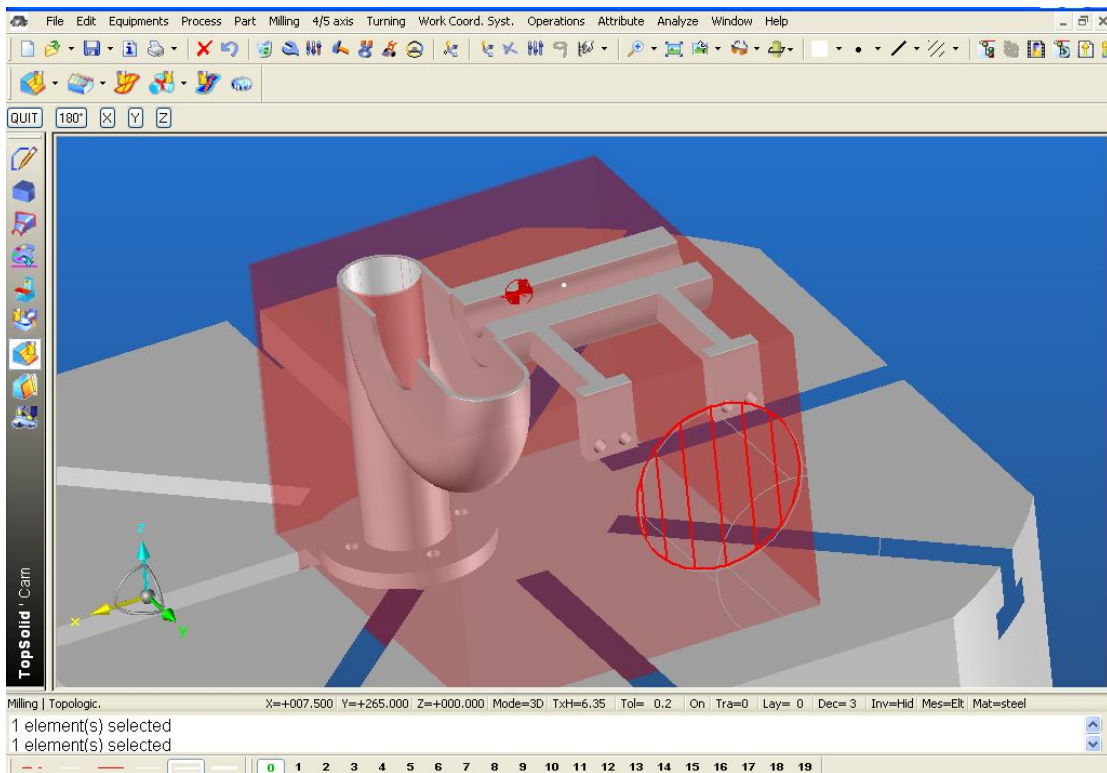 File Edit Equipments Process Part Milling 4/5 axis Turning Work Coord. Syst. Operations Attribute Analyze Window Help
QUIT 180° X Y Z
z
x
Y
TopSolid'Cam
Milling | Topologic. X=+007.500 Y=+265.000 Z=+000.000 Mode=3D TxH=6.35 Tol= 0.2 On Tra=0 Lay= 0 Dec= 3 Inv=Hid Mes=Elt Mat=steel
1 element(s) selected
1 element(s) selected
0 1 2 3 4 5 6 7 8 9 10 11 12 13 14 15 16 17 18 19